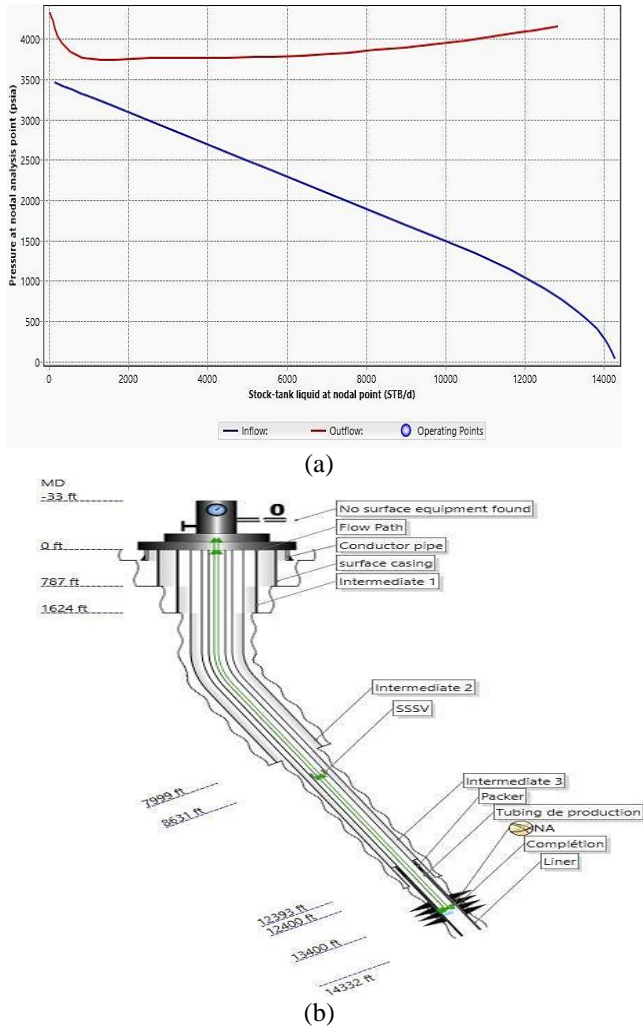 4000
3500
3000
2500
2000
1500
1000
500
0
Pressure at nodal analysis point (psia)
0 2000 4000 6000 8000 10000 12000 14000
Stock-tank liquid at nodal point (STB/d)
Inflow: Outflow: Operating Points
(a)
MD
-33 ft
0
No surface equipment found
Flow Path
0 ft
Conductor pipe
surface casing
787 ft
Intermediate 1
1624 ft
Intermediate 2
SSSV
7999 ft
8631 ft
Intermediate 3
Packer
Tubing de production
NA
Complétion
Liner
12393 ft
12400 ft
13400 ft
14332 ft
(b)